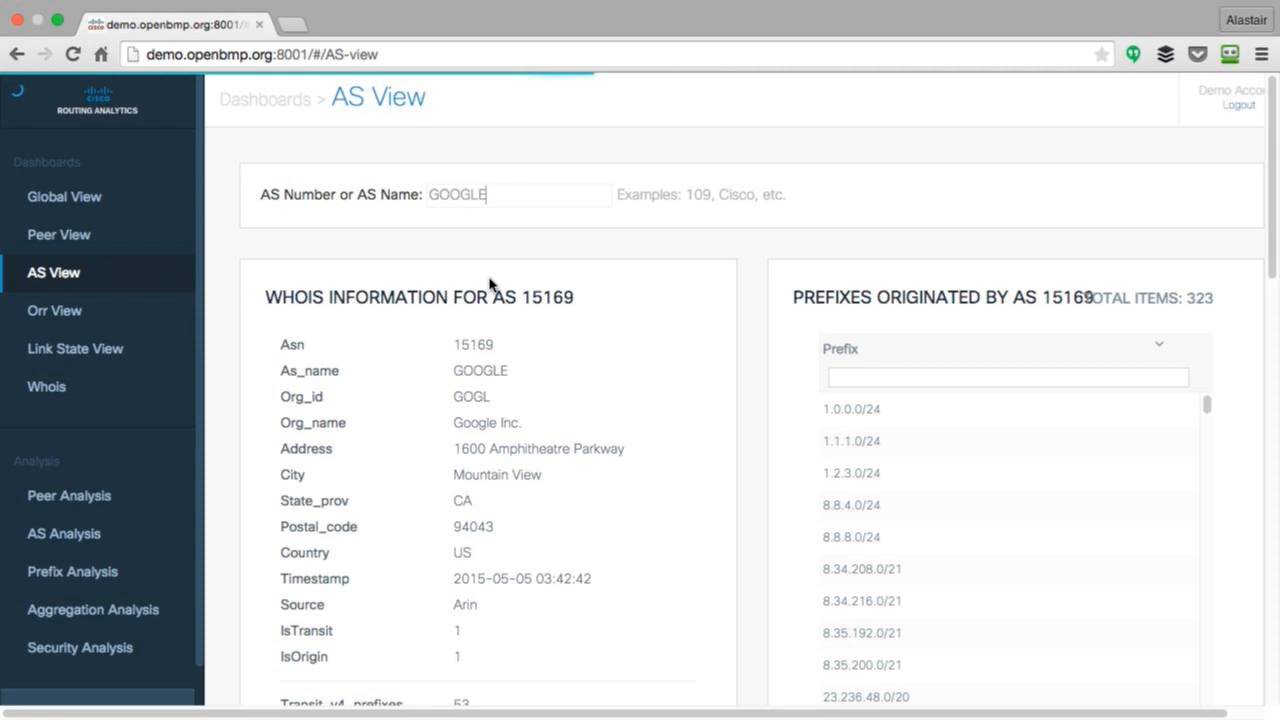 demo.openbmp.org:8001/
Alastair
demo.openbmp.org:8001/#/AS-view
CISCO
ROUTING ANALYTICS
Dashboards
Global View
Peer View
AS View
Orr View
Link State View
Whois
Analysis
Peer Analysis
AS Analysis
Prefix Analysis
Aggregation Analysis
Security Analysis
Dashboards > AS View
Demo Acco
Logout
AS Number or AS Name: GOOGLE Examples: 109, Cisco, etc.
WHOIS INFORMATION FOR AS 15169
Asn 15169
As_name GOOGLE
Org_id GOGL
Org_name Google Inc.
Address 1600 Amphitheatre Parkway
City Mountain View
State_prov CA
Postal_code 94043
Country US
Timestamp 2015-05-05 03:42:42
Source Arin
IsTransit 1
IsOrigin 1
Transit_v4_prefixes 53
PREFIXES ORIGINATED BY AS 15169 OTAL ITEMS: 323
Prefix
1.0.0.0/24
1.1.1.0/24
1.2.3.0/24
8.8.4.0/24
8.8.8.0/24
8.34.208.0/21
8.34.216.0/21
8.35.192.0/21
8.35.200.0/21
23.236.48.0/20